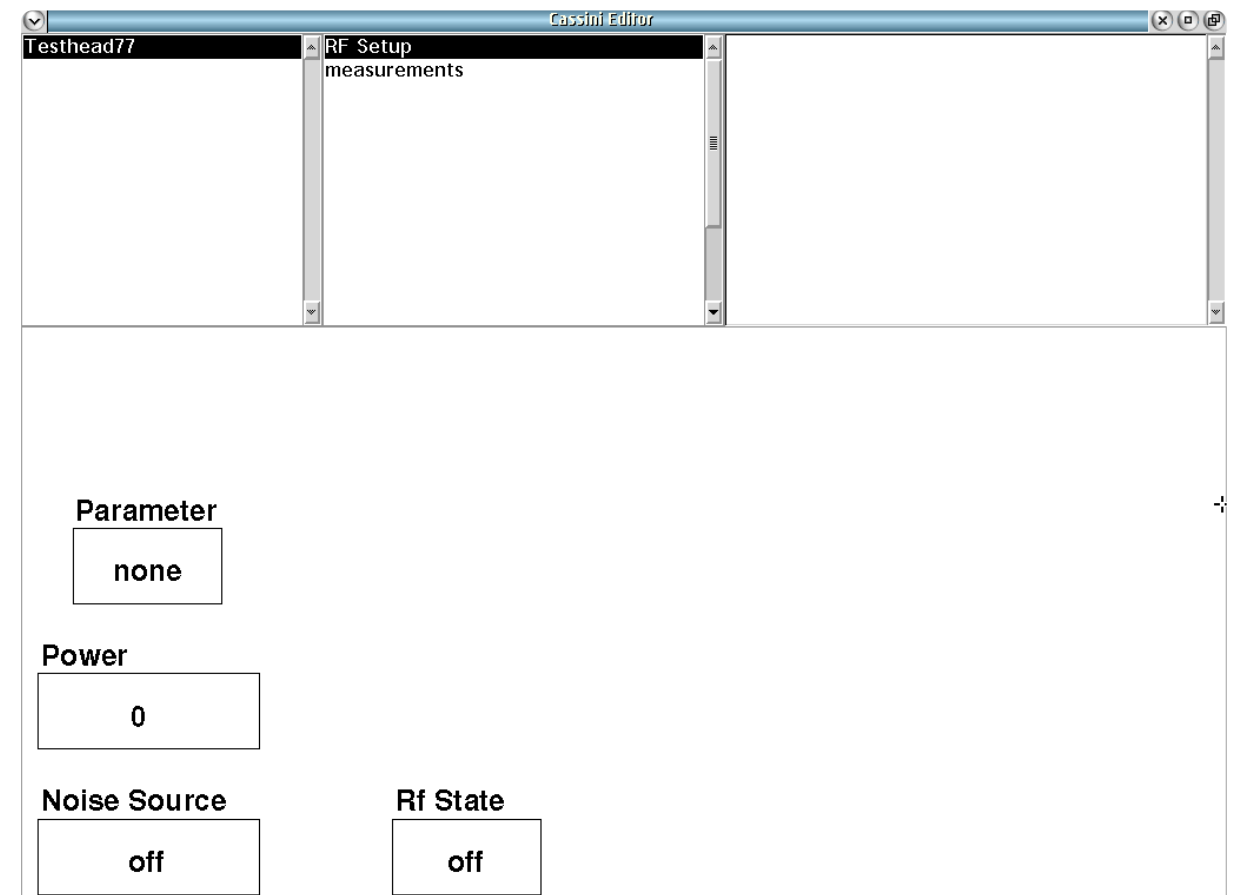 Cassini Editor
Testhead77
RF Setup
measurements
Parameter
none
Power
0
Noise Source
off
Rf State
off